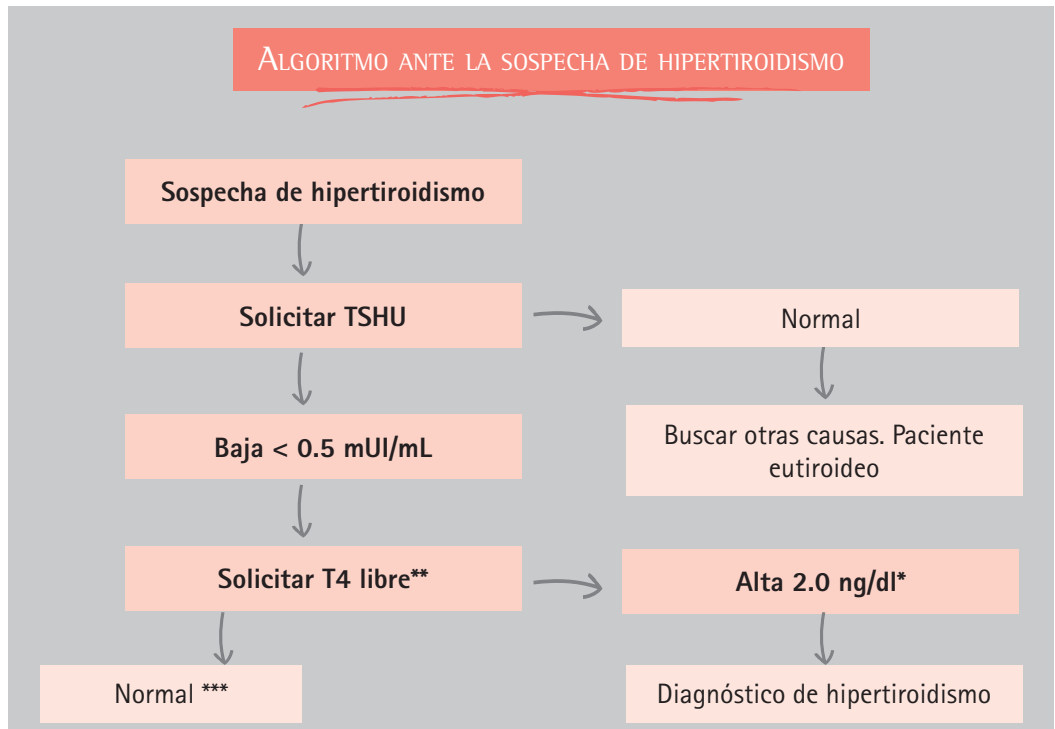 ALGORITMO ANTE LA SOSPECHA DE HIPERTIROIDISMO
Sospecha de hipertiroidismo
Solicitar TSHU
Normal
Baja < 0.5 mUI/mL
Buscar otras causas. Paciente
eutiroideo
Solicitar T4 libre**
Alta 2.0 ng/dl*
Normal ***
Diagnóstico de hipertiroidismo